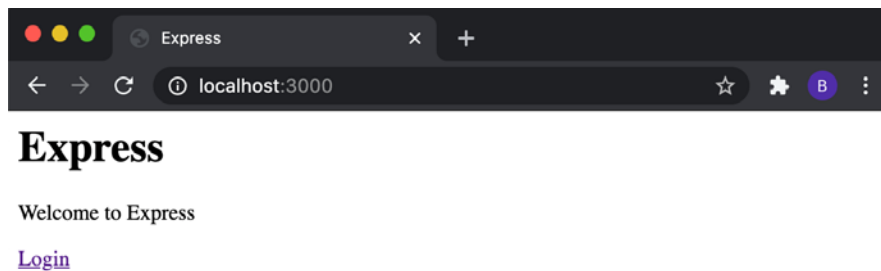 Express
localhost:3000
B
Express
Welcome to Express
Login